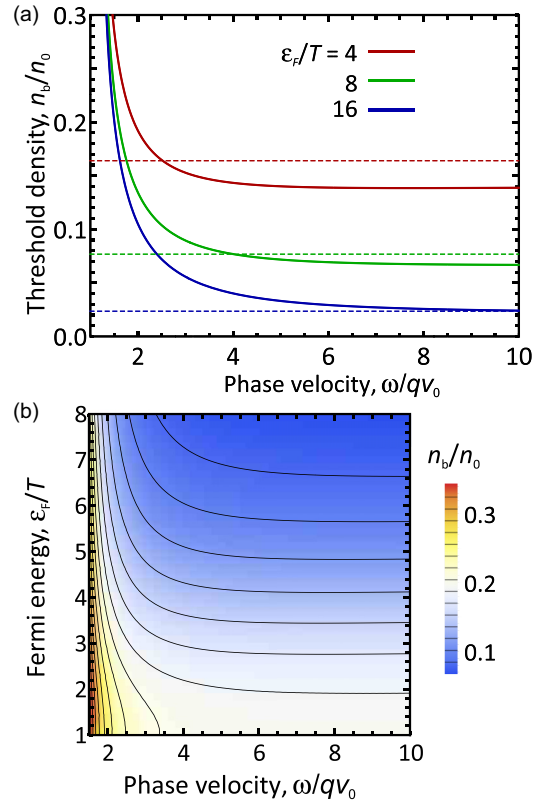 (a)
0.3
0.2
0.1
0.0
Threshold density, n_b/n_0
ε_F/T = 4
8
16
2 4 6 8 10
Phase velocity, ω/qv_0
(b)
8
7
6
5
4
3
2
1
Fermi energy, ε_F/T
2 4 6 8 10
Phase velocity, ω/qv_0
n_b/n_0
0.3
0.2
0.1